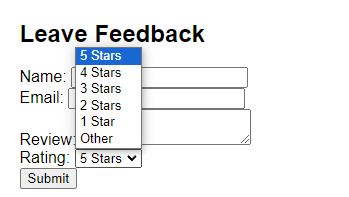 Leave Feedback
5 Stars
4 Stars
3 Stars
2 Stars
1 Star
Other
Name:
Email:
Review:
Rating: 5 Stars
Submit